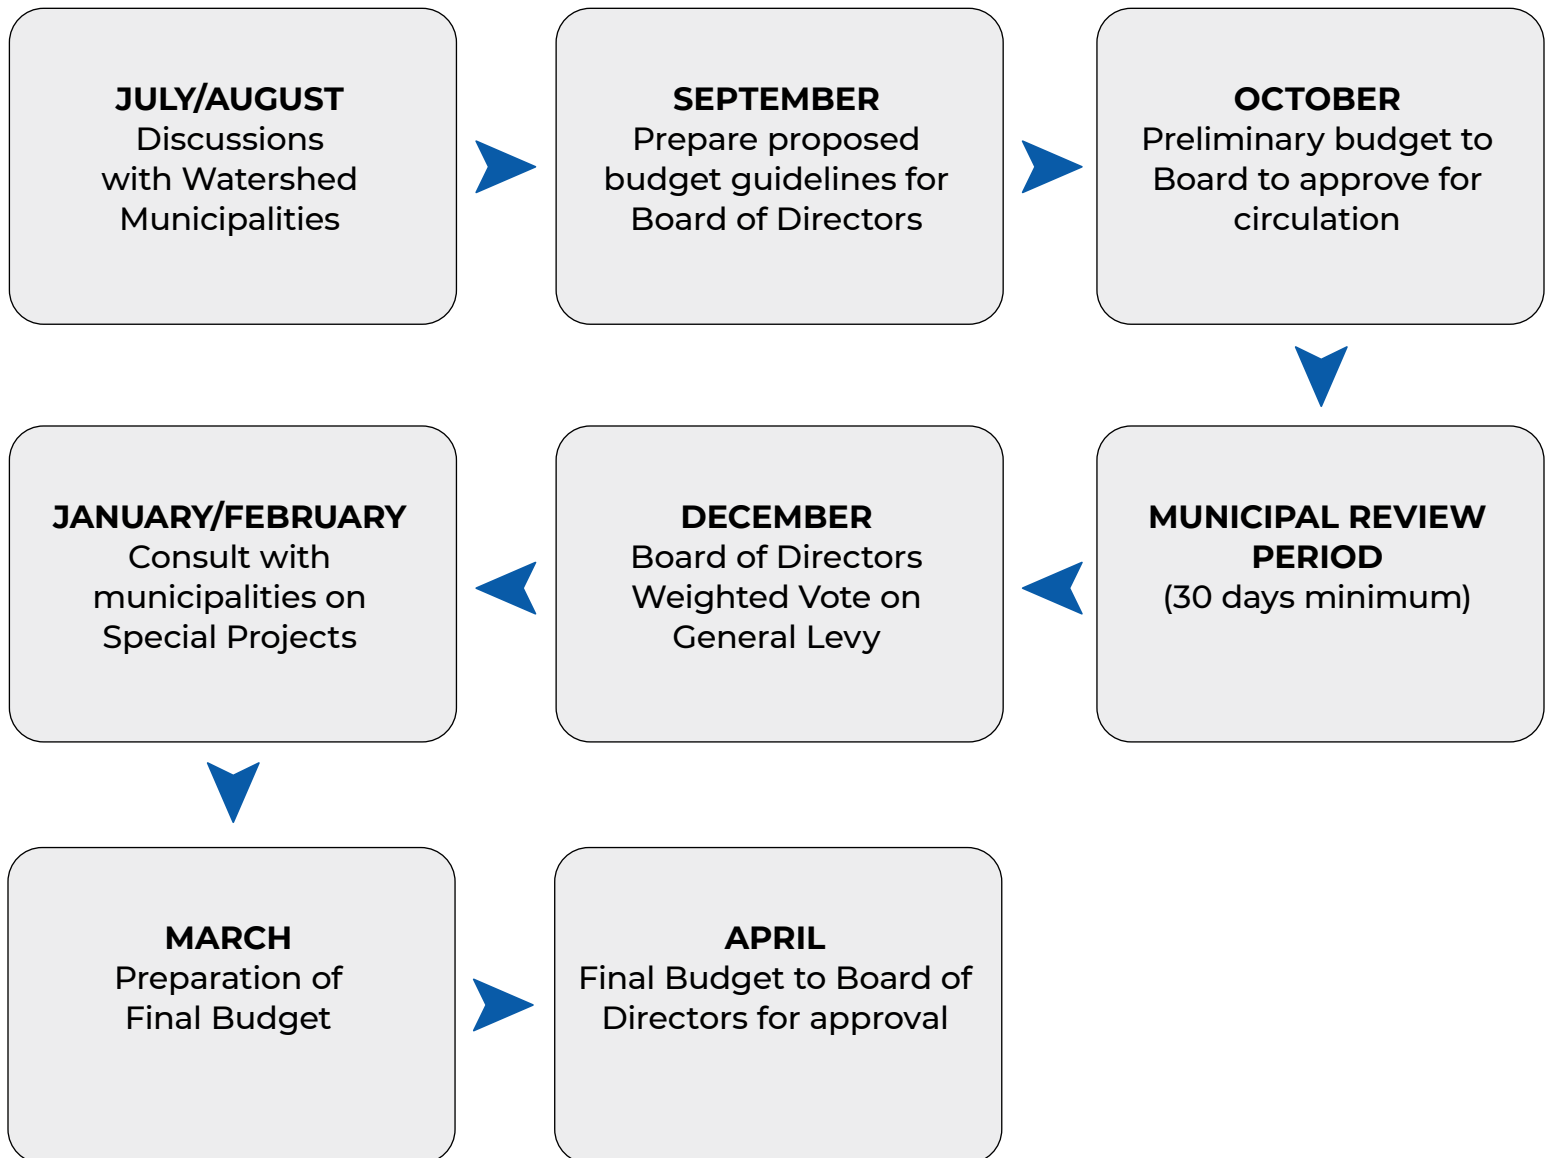 JULY/AUGUST
Discussions
with Watershed
Municipalities
SEPTEMBER
Prepare proposed
budget guidelines for
Board of Directors
OCTOBER
Preliminary budget to
Board to approve for
circulation
MUNICIPAL REVIEW
PERIOD
(30 days minimum)
DECEMBER
Board of Directors
Weighted Vote on
General Levy
JANUARY/FEBRUARY
Consult with
municipalities on
Special Projects
MARCH
Preparation of
Final Budget
APRIL
Final Budget to Board of
Directors for approval